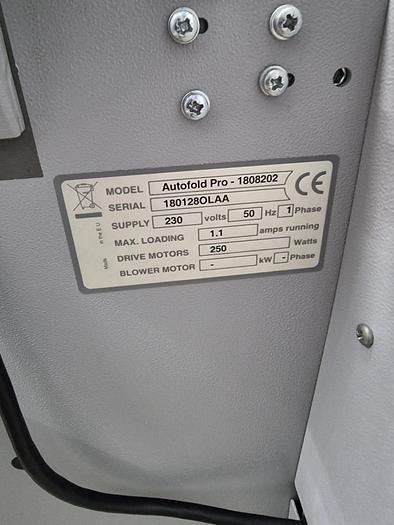 MODEL Autofold Pro - 1808202 CE
SERIAL 180128OLAA
SUPPLY 230 volts 50 Hz 1 Phase
MAX. LOADING 1.1 amps running
DRIVE MOTORS 250 Watts
BLOWER MOTOR - kW - Phase
Made in the E.U